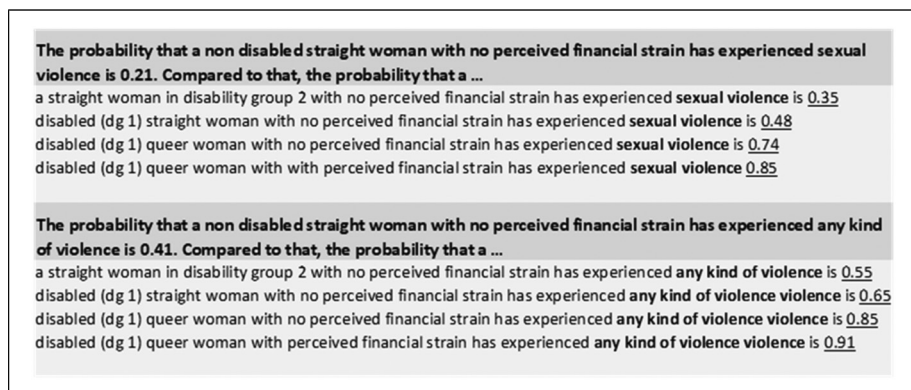 The probability that a non disabled straight woman with no perceived financial strain has experienced sexual
violence is 0.21. Compared to that, the probability that a ...
a straight woman in disability group 2 with no perceived financial strain has experienced sexual violence is 0.35
disabled (dg 1) straight woman with no perceived financial strain has experienced sexual violence is 0.48
disabled (dg 1) queer woman with no perceived financial strain has experienced sexual violence is 0.74
disabled (dg 1) queer woman with with perceived financial strain has experienced sexual violence 0.85
The probability that a non disabled straight woman with no perceived financial strain has experienced any kind
of violence is 0.41. Compared to that, the probability that a ...
a straight woman in disability group 2 with no perceived financial strain has experienced any kind of violence is 0.55
disabled (dg 1) straight woman with no perceived financial strain has experienced any kind of violence violence is 0.65
disabled (dg 1) queer woman with no perceived financial strain has experienced any kind of violence violence is 0.85
disabled (dg 1) queer woman with perceived financial strain has experienced any kind of violence violence is 0.91